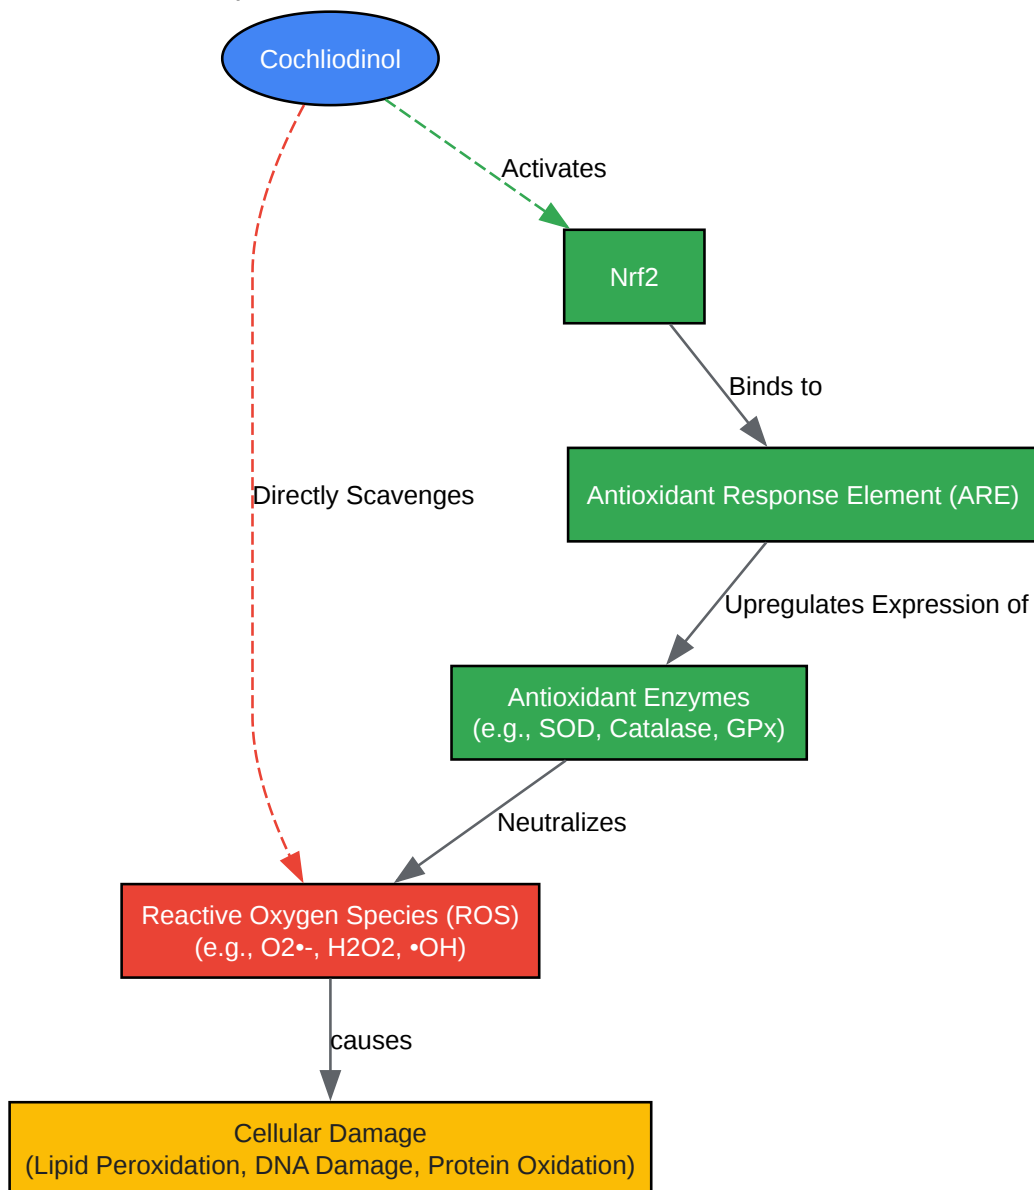 Cochliodinol
Activates
Nrf2
Binds to
Directly Scavenges
Antioxidant Response Element (ARE)
Upregulates Expression of
Antioxidant Enzymes
(e.g., SOD, Catalase, GPx)
Neutralizes
Reactive Oxygen Species (ROS)
(e.g., O2•-, H2O2, •OH)
causes
Cellular Damage
(Lipid Peroxidation, DNA Damage, Protein Oxidation)